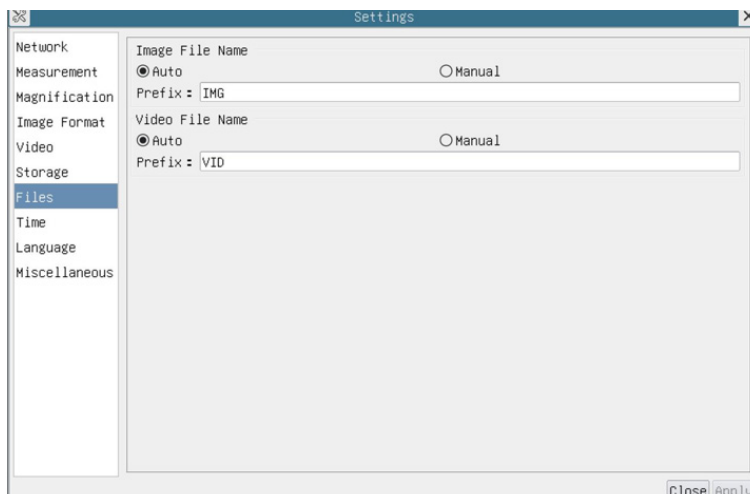 Settings
Network
Measurement
Magnification
Image Format
Video
Storage
Files
Time
Language
Miscellaneous
Image File Name
Auto Manual
Prefix: IMG
Video File Name
Auto Manual
Prefix: VID
Close Apply